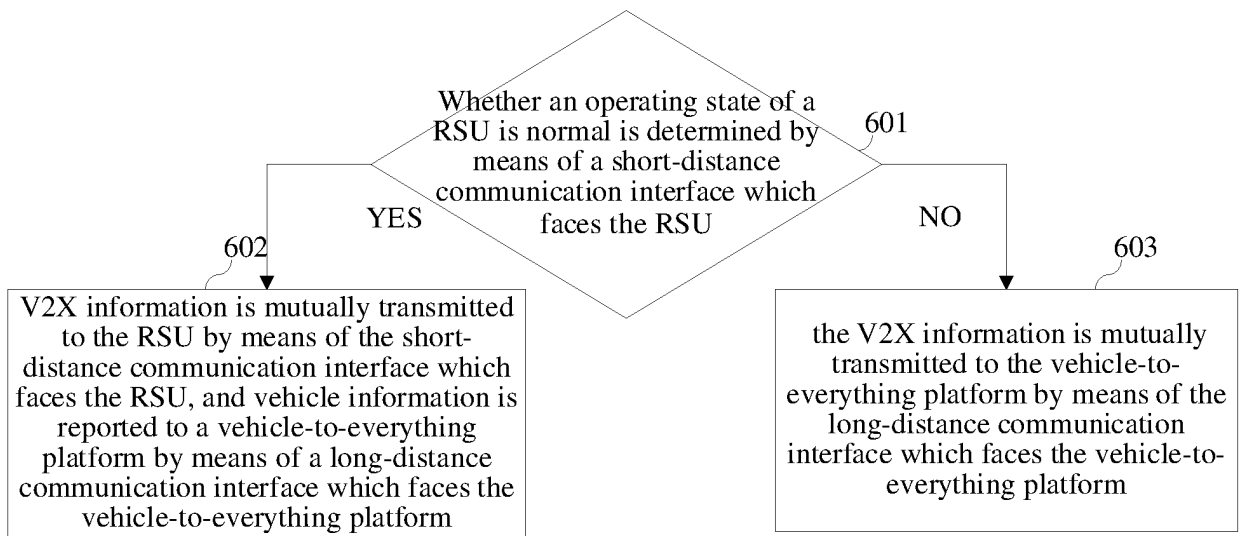 Whether an operating state of a
RSU is normal is determined by
means of a short-distance
communication interface which
faces the RSU
601
YES
NO
602
V2X information is mutually transmitted
to the RSU by means of the short-
distance communication interface which
faces the RSU, and vehicle information is
reported to a vehicle-to-everything
platform by means of a long-distance
communication interface which faces the
vehicle-to-everything platform
603
the V2X information is mutually
transmitted to the vehicle-to-
everything platform by means of the
long-distance communication
interface which faces the vehicle-to-
everything platform